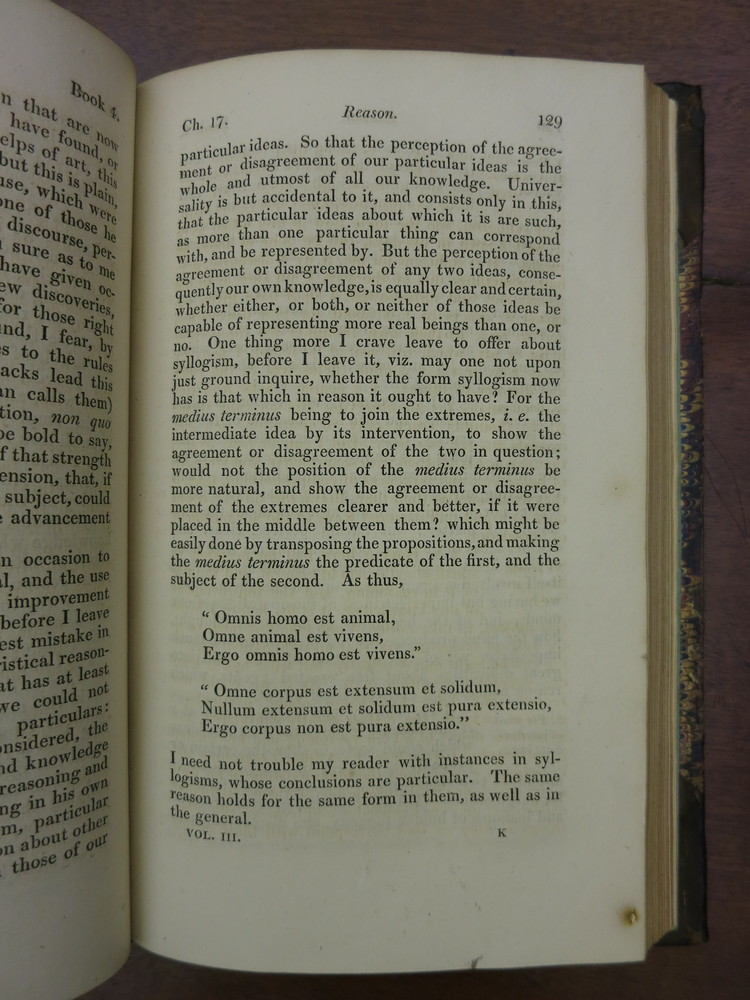 Book 4.
n that are now
have found, or
elps of art, this
but this is plain,
use, which were
one of those he
discourse, per-
sure as to me
have given oc-
ew discoveries,
for those right
and, I fear, by
es to the rules
acks lead this
an calls them)
tion, non quo
be bold to say,
f that strength
ension, that, if
subject, could
e advancement
n occasion to
al, and the use
improvement
before I leave
est mistake in
istical reason-
at has at least
we could not
particulars:
onsidered, the
nd knowledge
reasoning and
ng in his own
m, particular
on about other
those of our
Ch. 17. Reason. 129
particular ideas. So that the perception of the agree-
ment or disagreement of our particular ideas is the
whole and utmost of all our knowledge. Univer-
sality is but accidental to it, and consists only in this,
that the particular ideas about which it is are such,
as more than one particular thing can correspond
with, and be represented by. But the perception of the
agreement or disagreement of any two ideas, conse-
quently our own knowledge, is equally clear and certain,
whether either, or both, or neither of those ideas be
capable of representing more real beings than one, or
no. One thing more I crave leave to offer about
syllogism, before I leave it, viz. may one not upon
just ground inquire, whether the form syllogism now
has is that which in reason it ought to have? For the
medius terminus being to join the extremes, i. e. the
intermediate idea by its intervention, to show the
agreement or disagreement of the two in question;
would not the position of the medius terminus be
more natural, and show the agreement or disagree-
ment of the extremes clearer and better, if it were
placed in the middle between them? which might be
easily done by transposing the propositions, and making
the medius terminus the predicate of the first, and the
subject of the second. As thus,
“ Omnis homo est animal,
Omne animal est vivens,
Ergo omnis homo est vivens.”
“ Omne corpus est extensum et solidum,
Nullum extensum et solidum est pura extensio,
Ergo corpus non est pura extensio.”
I need not trouble my reader with instances in syl-
logisms, whose conclusions are particular. The same
reason holds for the same form in them, as well as in
the general.
VOL. III. K